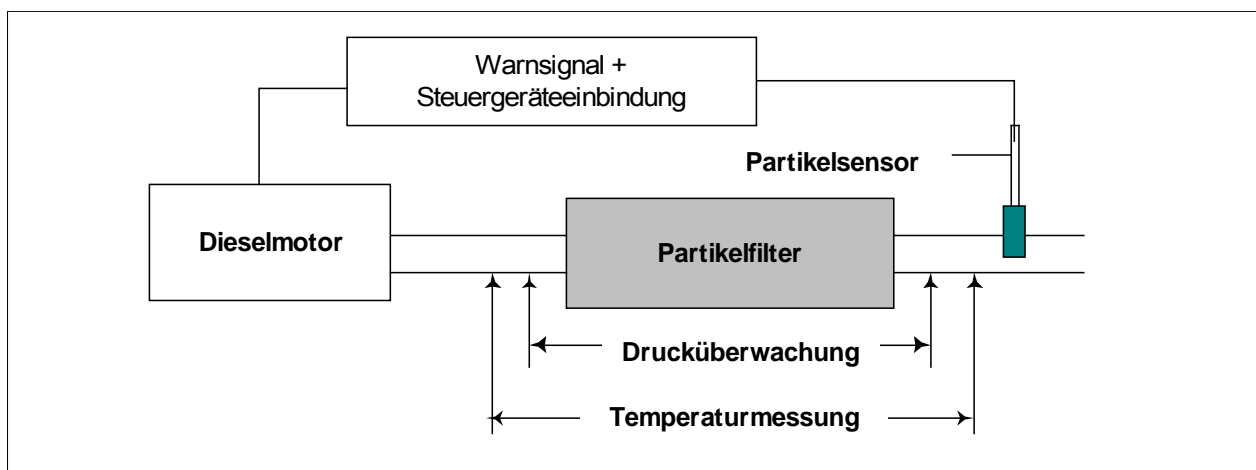 Warnsignal +
Steuergeräteeinbindung
Partikelsensor
Dieselmotor
Partikelfilter
Drucküberwachung
Temperaturmessung